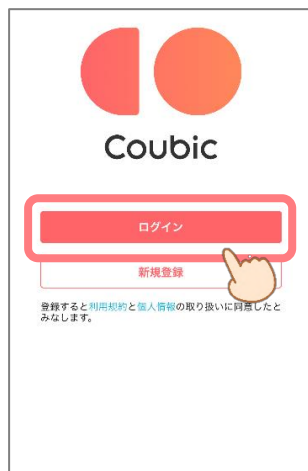 Coubic
ログイン
新規登録
登録すると利用規約と個人情報の取り扱いに同意したと
みなします。